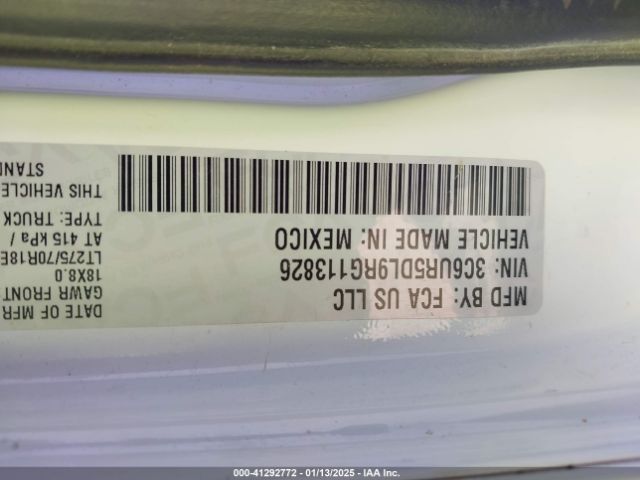 MFD BY: FCA US LLC
VIN: 3C6UR5DL9RG113826
VEHICLE MADE IN: MEXICO
DATE OF MFR
GAWR FRONT
18X8.0
LT275/70R18E
AT 415 kPa /
TYPE: TRUCK
THIS VEHICLE
STAND
000-41292772 - 01/13/2025 - IAA Inc.